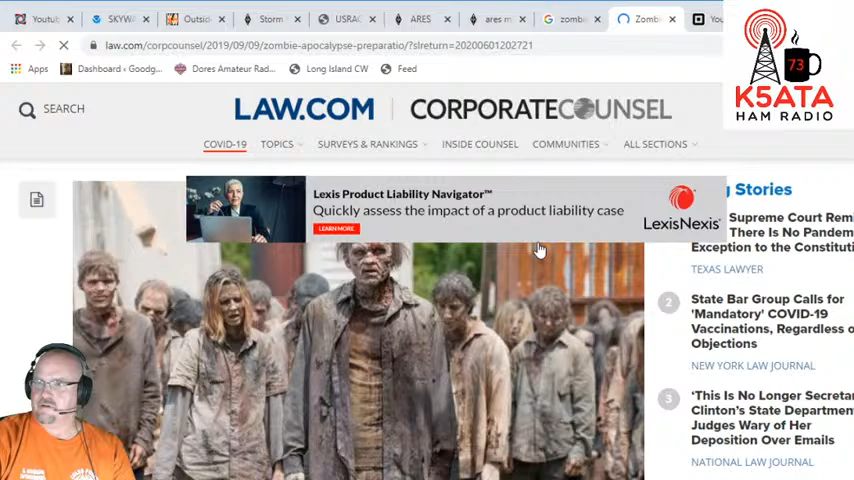 Youtub
SKYWA
Outsid
Storm
USRAC
ARES
ares m
zombi
Zomb
You
law.com/corpcounsel/2019/09/09/zombie-apocalypse-preparatio/?slreturn=20200601202721
Apps
Dashboard ‹ Goodg...
Dores Amateur Rad...
Long Island CW
Feed
73
K5ATA
HAM RADIO
SEARCH
LAW.COM | CORPORATE COUNSEL
COVID-19 TOPICS SURVEYS & RANKINGS INSIDE COUNSEL COMMUNITIES ALL SECTIONS
Lexis Product Liability Navigator™
Quickly assess the impact of a product liability case
LEARN MORE
LexisNexis®
g Stories
Supreme Court Remi
There Is No Pandem
Exception to the Constituti
TEXAS LAWYER
2
State Bar Group Calls for
'Mandatory' COVID-19
Vaccinations, Regardless o
Objections
NEW YORK LAW JOURNAL
3
'This Is No Longer Secreta
Clinton's State Department
Judges Wary of Her
Deposition Over Emails
NATIONAL LAW JOURNAL